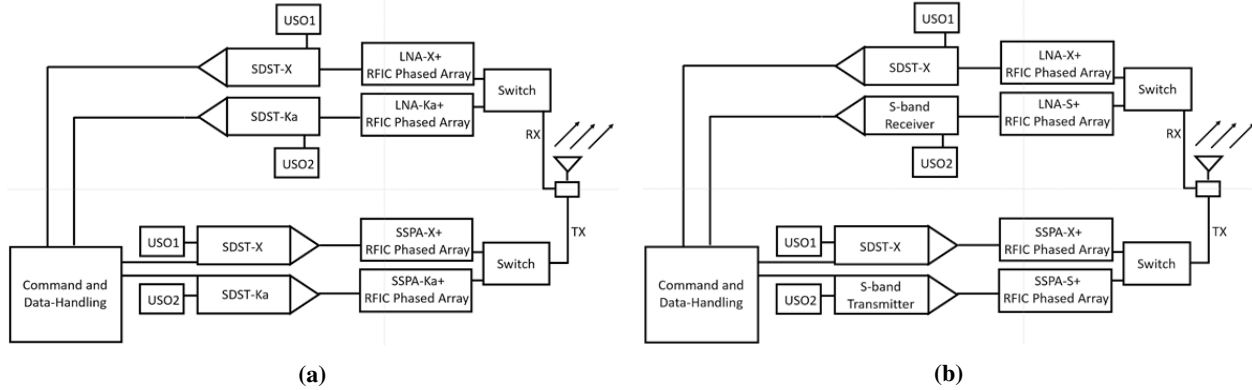 USO1
SDST-X
LNA-X+
RFIC Phased Array
Switch
SDST-Ka
LNA-Ka+
RFIC Phased Array
USO2
RX
USO1
SDST-X
SSPA-X+
RFIC Phased Array
TX
Switch
Command and
Data-Handling
USO2
SDST-Ka
SSPA-Ka+
RFIC Phased Array
(a)
USO1
SDST-X
LNA-X+
RFIC Phased Array
Switch
S-band
Receiver
LNA-S+
RFIC Phased Array
USO2
RX
USO1
SDST-X
SSPA-X+
RFIC Phased Array
TX
Switch
Command and
Data-Handling
USO2
S-band
Transmitter
SSPA-S+
RFIC Phased Array
(b)